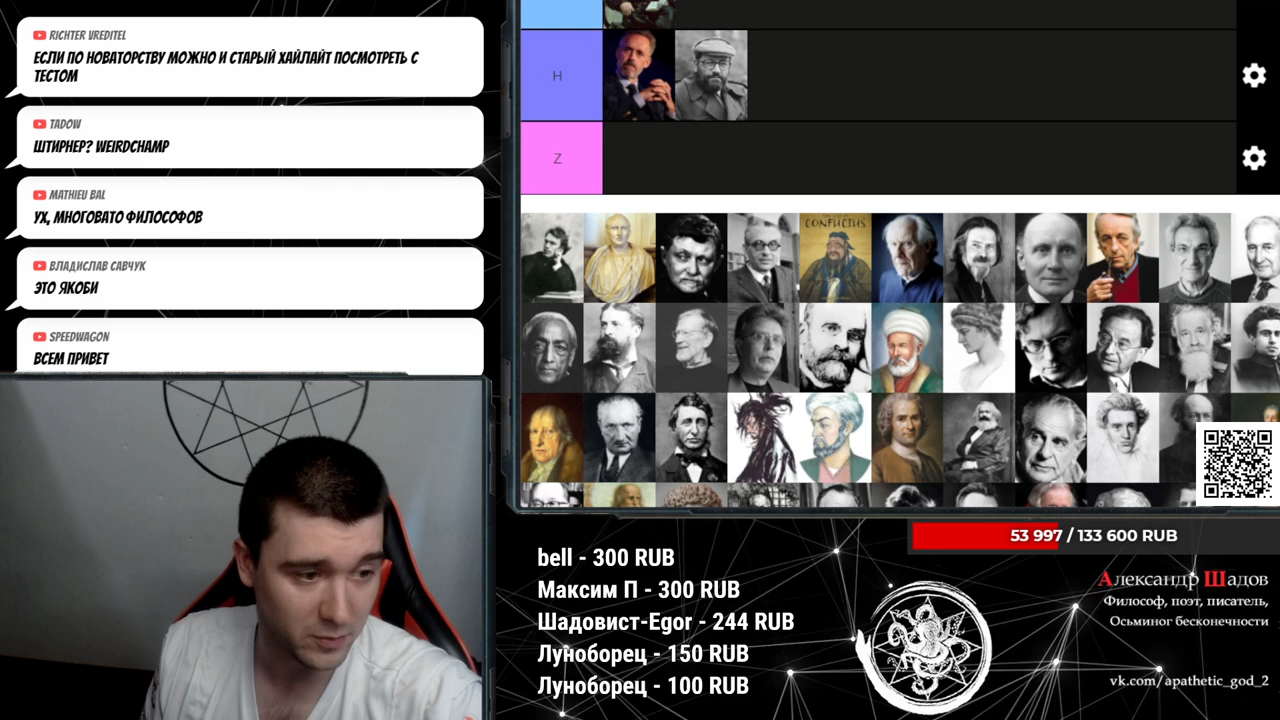 RICHTER VREDITEL
ЕСЛИ ПО НОВАТОРСТВУ МОЖНО И СТАРЫЙ ХАЙЛАЙТ ПОСМОТРЕТЬ С
ТЕСТОМ
TADOW
ШТИРНЕР? WEIRDCHAMP
MATHIEU BAL
УХ, МНОГОВАТО ФИЛОСОФОВ
ВЛАДИСЛАВ САВЧУК
ЭТО ЯКОБИ
SPEEDWAGON
ВСЕМ ПРИВЕТ
H
Z
CONFUCIUS
bell - 300 RUB
Максим П - 300 RUB
Шадовист-Egor - 244 RUB
Луноборец - 150 RUB
Луноборец - 100 RUB
53 997 / 133 600 RUB
Александр Шадов
Философ, поэт, писатель,
Осьминог бесконечности
vk.com/apathetic_god_2